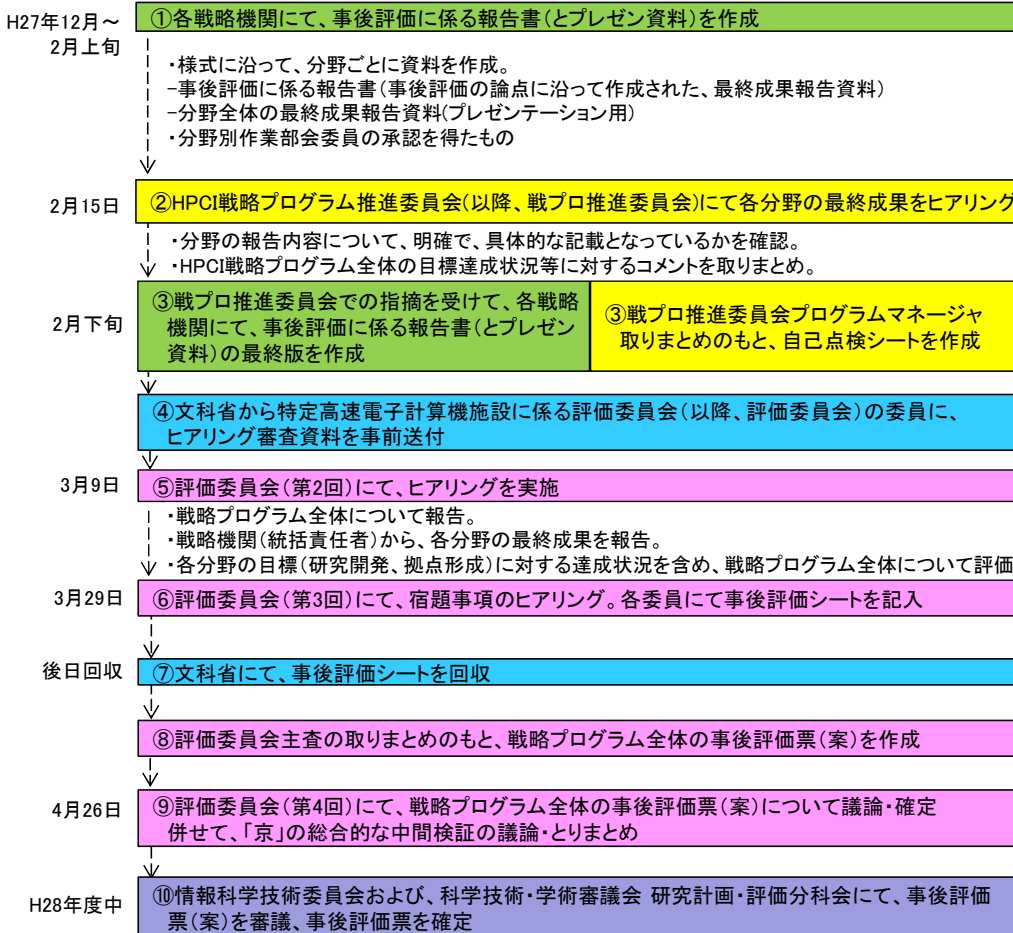 H27年12月～
2月上旬
①各戦略機関にて、事後評価に係る報告書(とプレゼン資料)を作成
・様式に沿って、分野ごとに資料を作成。
-事後評価に係る報告書(事後評価の論点に沿って作成された、最終成果報告資料)
-分野全体の最終成果報告資料(プレゼンテーション用)
・分野別作業部会委員の承認を得たもの
2月15日
②HPCI戦略プログラム推進委員会(以降、戦プロ推進委員会)にて各分野の最終成果をヒアリング
・分野の報告内容について、明確で、具体的な記載となっているかを確認。
・HPCI戦略プログラム全体の目標達成状況等に対するコメントを取りまとめ。
2月下旬
③戦プロ推進委員会での指摘を受けて、各戦略
機関にて、事後評価に係る報告書(とプレゼン
資料)の最終版を作成
③戦プロ推進委員会プログラムマネージャ
取りまとめのもと、自己点検シートを作成
④文科省から特定高速電子計算機施設に係る評価委員会(以降、評価委員会)の委員に、
ヒアリング審査資料を事前送付
3月9日
⑤評価委員会(第2回)にて、ヒアリングを実施
・戦略プログラム全体について報告。
・戦略機関(統括責任者)から、各分野の最終成果を報告。
・各分野の目標(研究開発、拠点形成)に対する達成状況を含め、戦略プログラム全体について評価
3月29日
⑥評価委員会(第3回)にて、宿題事項のヒアリング。各委員にて事後評価シートを記入
後日回収
⑦文科省にて、事後評価シートを回収
⑧評価委員会主査の取りまとめのもと、戦略プログラム全体の事後評価票(案)を作成
4月26日
⑨評価委員会(第4回)にて、戦略プログラム全体の事後評価票(案)について議論・確定
併せて、「京」の総合的な中間検証の議論・とりまとめ
H28年度中
⑩情報科学技術委員会および、科学技術・学術審議会 研究計画・評価分科会にて、事後評価
票(案)を審議、事後評価票を確定